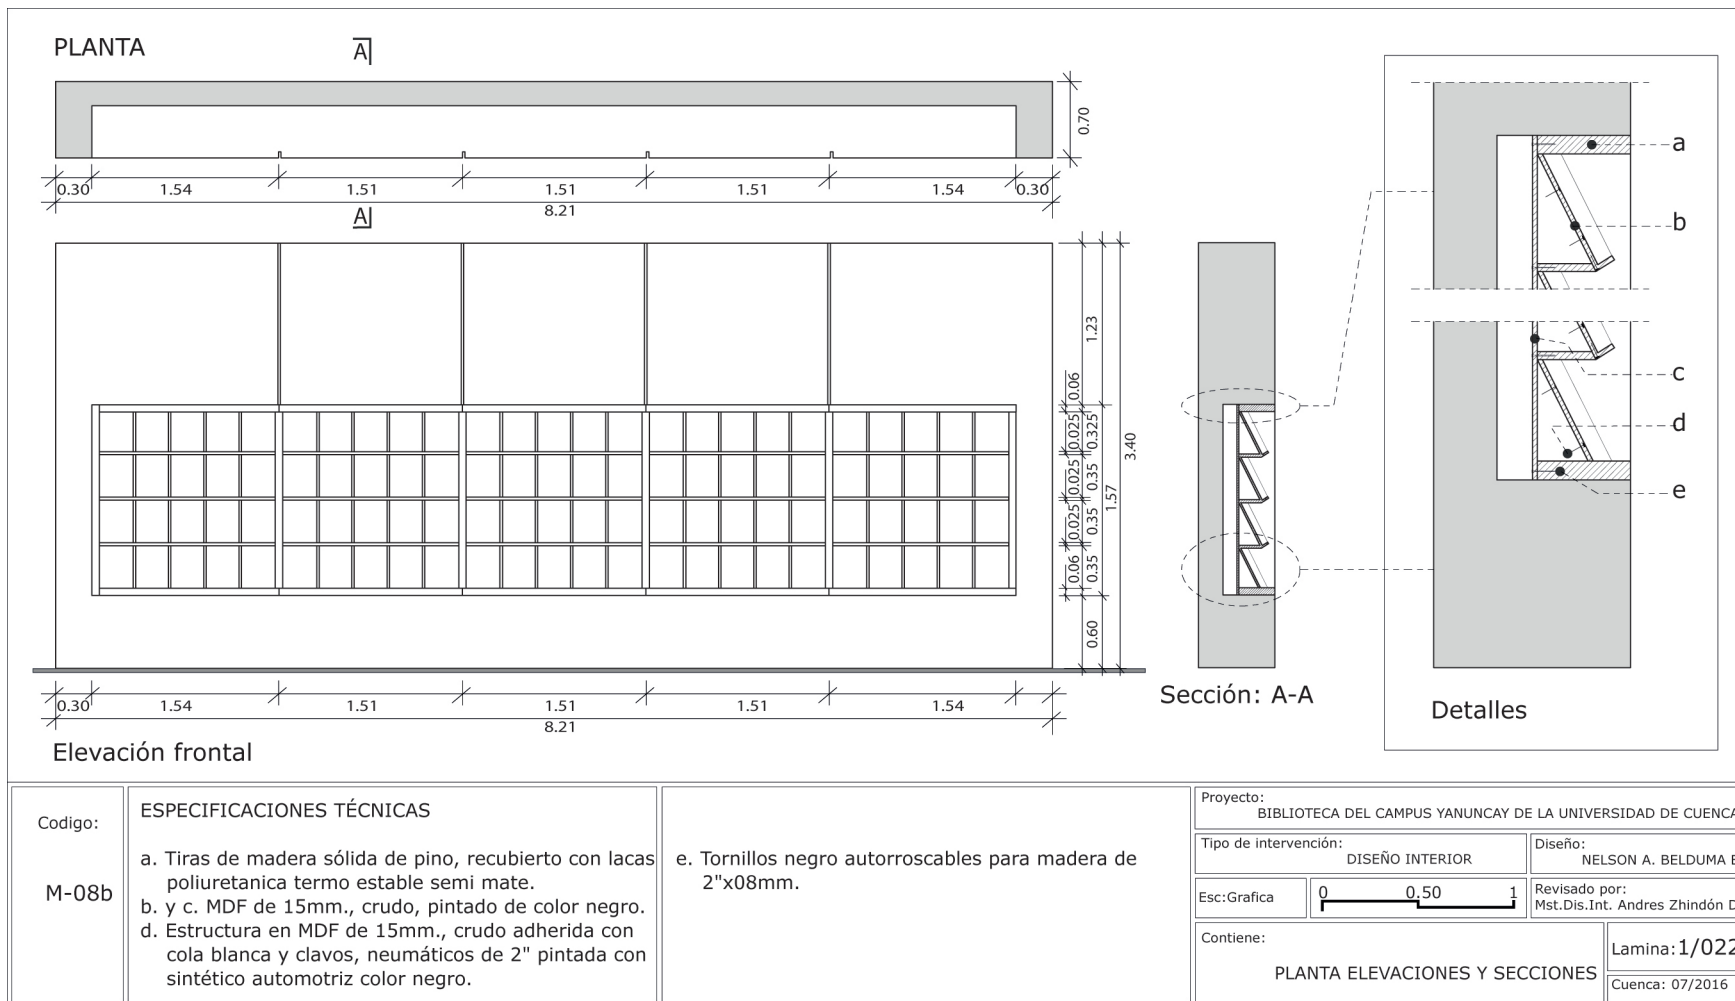 PLANTA
A
0.70
0.30
1.54
1.51
1.51
1.51
1.54
0.30
8.21
A
1.23
0.06
0.025
0.325
3.40
0.025
0.35
1.57
0.025
0.35
0.06
0.35
0.60
0.30
1.54
1.51
1.51
1.51
1.54
8.21
Elevación frontal
Sección: A-A
a
b
c
d
e
Detalles
Codigo:
M-08b
ESPECIFICACIONES TÉCNICAS
a. Tiras de madera sólida de pino, recubierto con lacas
poliuretanica termo estable semi mate.
b. y c. MDF de 15mm., crudo, pintado de color negro.
d. Estructura en MDF de 15mm., crudo adherida con
cola blanca y clavos, neumáticos de 2" pintada con
sintético automotriz color negro.
e. Tornillos negro autorroscables para madera de
2"x08mm.
Proyecto:
BIBLIOTECA DEL CAMPUS YANUNCAY DE LA UNIVERSIDAD DE CUENCA
Tipo de intervención:
DISEÑO INTERIOR
Diseño:
NELSON A. BELDUMA
Esc:Grafica
0 0.50 1
Revisado por:
Mst.Dis.Int. Andres Zhindón
Contiene:
PLANTA ELEVACIONES Y SECCIONES
Lamina:1/022
Cuenca: 07/2016